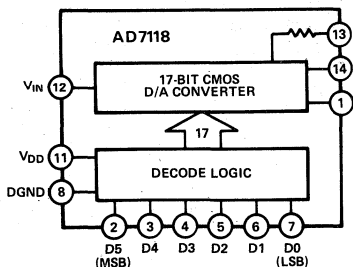 AD7118
13
17-BIT CMOS
D/A CONVERTER
14
VIN 12
1
17
VDD 11
DECODE LOGIC
DGND 8
2 3 4 5 6 7
D5 D4 D3 D2 D1 D0
(MSB) (LSB)